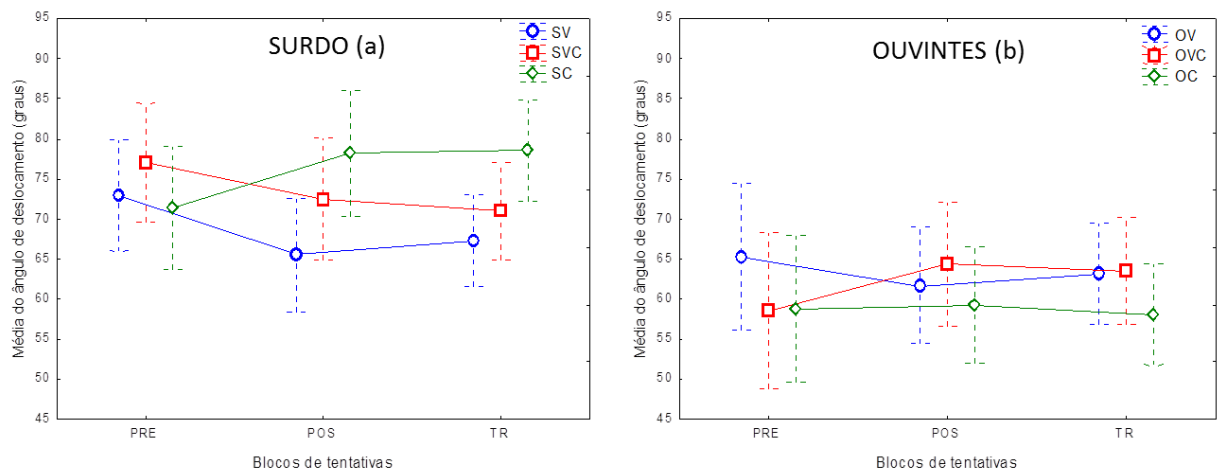 SURDO (a)
SV
SVC
SC
Média do ângulo de deslocamento (graus)
95
90
85
80
75
70
65
60
55
50
45
PRE
POS
TR
Blocos de tentativas
OUVINTES (b)
OV
OVC
OC
Média do ângulo de deslocamento (graus)
95
90
85
80
75
70
65
60
55
50
45
PRE
POS
TR
Blocos de tentativas